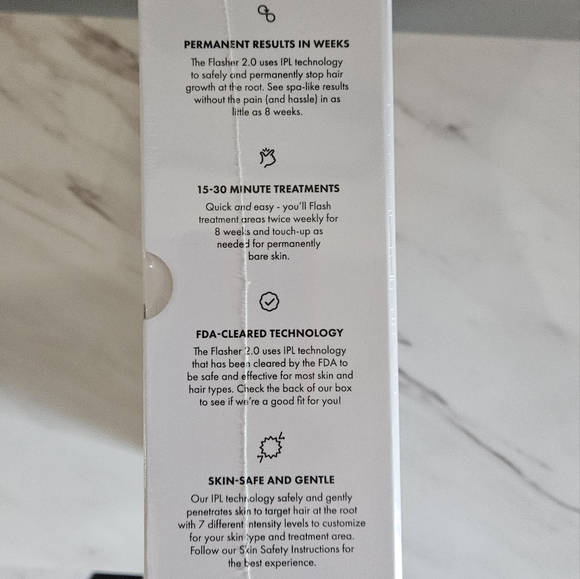 PERMANENT RESULTS IN WEEKS
The Flasher 2.0 uses IPL technology
to safely and permanently stop hair
growth at the root. See spa-like results
without the pain (and hassle) in as
little as 8 weeks.
15-30 MINUTE TREATMENTS
Quick and easy - you'll Flash
treatment areas twice weekly for
8 weeks and touch-up as
needed for permanently
bare skin.
FDA-CLEARED TECHNOLOGY
The Flasher 2.0 uses IPL technology
that has been cleared by the FDA to
be safe and effective for most skin and
hair types. Check the back of our box
to see if we're a good fit for you!
SKIN-SAFE AND GENTLE
Our IPL technology safely and gently
penetrates skin to target hair at the root
with 7 different intensity levels to customize
for your skin type and treatment area.
Follow our Skin Safety Instructions for
the best experience.